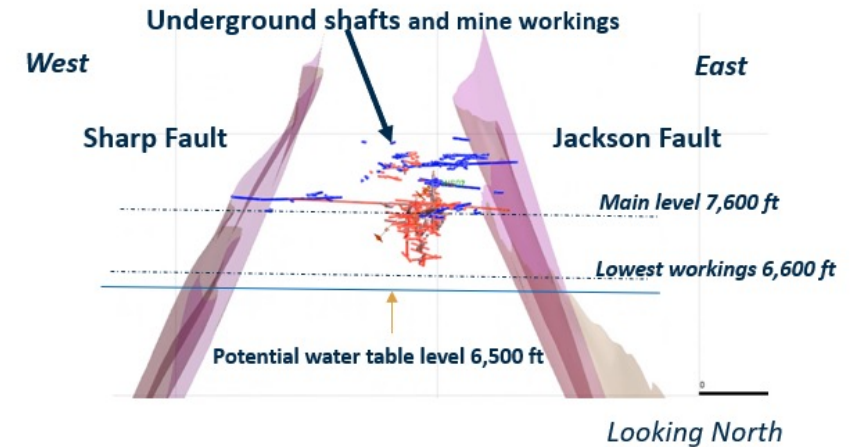 Underground shafts and mine workings
West
East
Sharp Fault
Jackson Fault
Main level 7,600 ft
Lowest workings 6,600 ft
Potential water table level 6,500 ft
0
Looking North